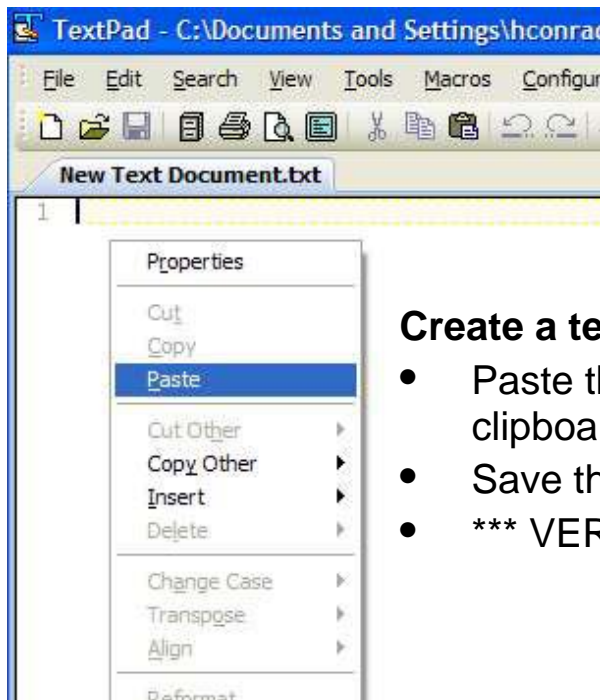 TextPad - C:\Documents and Settings\hconrad
File Edit Search View Tools Macros Configur
New Text Document.txt
1
Properties
Cut
Copy
Paste
Cut Other
Copy Other
Insert
Delete
Change Case
Transpose
Align
Reformat
Create a te
• Paste th
clipboa
• Save th
• *** VER